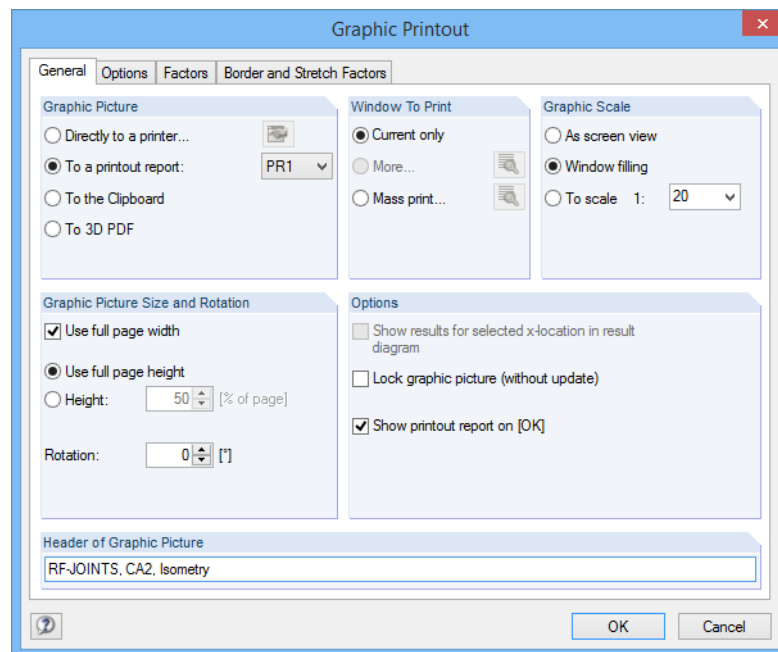 Graphic Printout
General Options Factors Border and Stretch Factors
Graphic Picture
Directly to a printer...
To a printout report: PR1
To the Clipboard
To 3D PDF
Window To Print
Current only
More...
Mass print...
Graphic Scale
As screen view
Window filling
To scale 1: 20
Graphic Picture Size and Rotation
Use full page width
Use full page height
Height: 50 [% of page]
Rotation: 0 [°]
Options
Show results for selected x-location in result
diagram
Lock graphic picture (without update)
Show printout report on [OK]
Header of Graphic Picture
RF-JOINTS, CA2, Isometry
OK Cancel